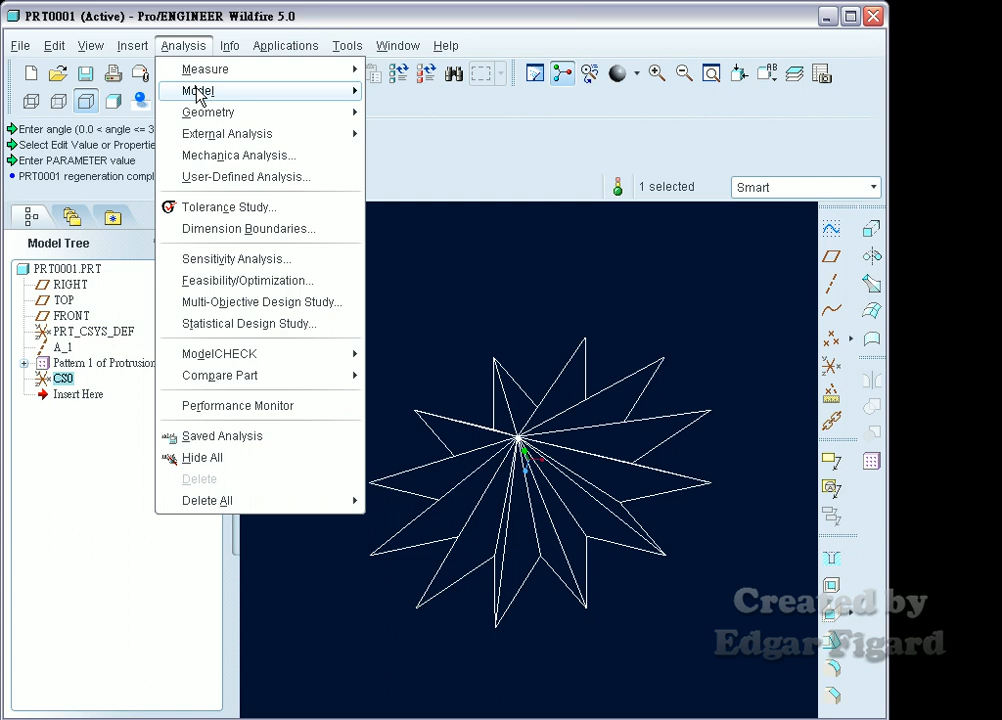 PRT0001 (Active) - Pro/ENGINEER Wildfire 5.0
File Edit View Insert Analysis Info Applications Tools Window Help
Measure
Model
Geometry
External Analysis
Mechanica Analysis...
User-Defined Analysis...
Tolerance Study...
Dimension Boundaries...
Sensitivity Analysis...
Feasibility/Optimization...
Multi-Objective Design Study...
Statistical Design Study...
ModelCHECK
Compare Part
Performance Monitor
Saved Analysis
Hide All
Delete
Delete All
Enter angle (0.0 < angle <= 3
Select Edit Value or Propertie
Enter PARAMETER value
PRT0001 regeneration compl
1 selected
Smart
Model Tree
PRT0001.PRT
RIGHT
TOP
FRONT
PRT_CSYS_DEF
A_1
Pattern 1 of Protrusion
CS0
Insert Here
Created by
Edgar Figard